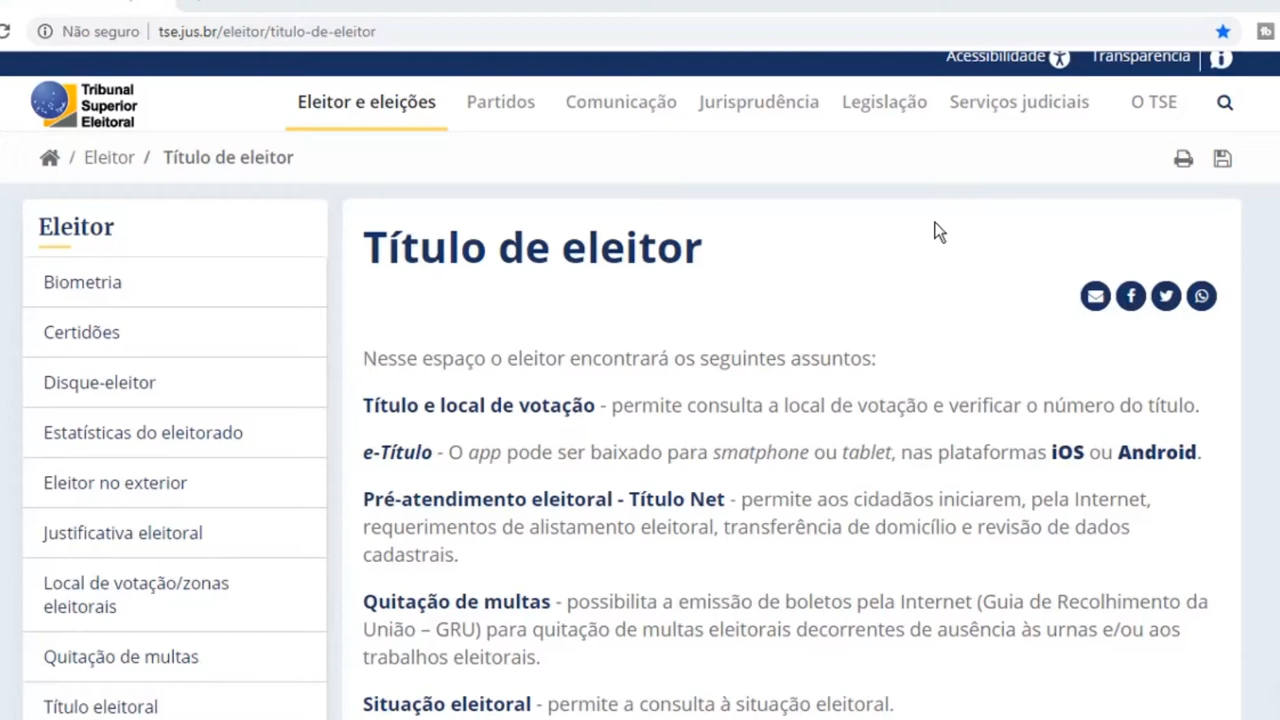 Não seguro
tse.jus.br/eleitor/titulo-de-eleitor
Acessibilidade
Transparência
Tribunal
Superior
Eleitoral
Eleitor e eleições
Partidos
Comunicação
Jurisprudência
Legislação
Serviços judiciais
O TSE
/ Eleitor / Título de eleitor
Eleitor
Biometria
Certidões
Disque-eleitor
Estatísticas do eleitorado
Eleitor no exterior
Justificativa eleitoral
Local de votação/zonas
eleitorais
Quitação de multas
Título eleitoral
Título de eleitor
Nesse espaço o eleitor encontrará os seguintes assuntos:
Título e local de votação - permite consulta a local de votação e verificar o número do título.
e-Título - O app pode ser baixado para smatphone ou tablet, nas plataformas iOS ou Android.
Pré-atendimento eleitoral - Título Net - permite aos cidadãos iniciarem, pela Internet,
requerimentos de alistamento eleitoral, transferência de domicílio e revisão de dados
cadastrais.
Quitação de multas - possibilita a emissão de boletos pela Internet (Guia de Recolhimento da
União – GRU) para quitação de multas eleitorais decorrentes de ausência às urnas e/ou aos
trabalhos eleitorais.
Situação eleitoral - permite a consulta à situação eleitoral.